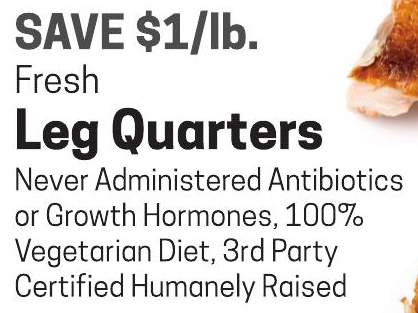 SAVE $1/lb.
Fresh
Leg Quarters
Never Administered Antibiotics
or Growth Hormones, 100%
Vegetarian Diet, 3rd Party
Certified Humanely Raised